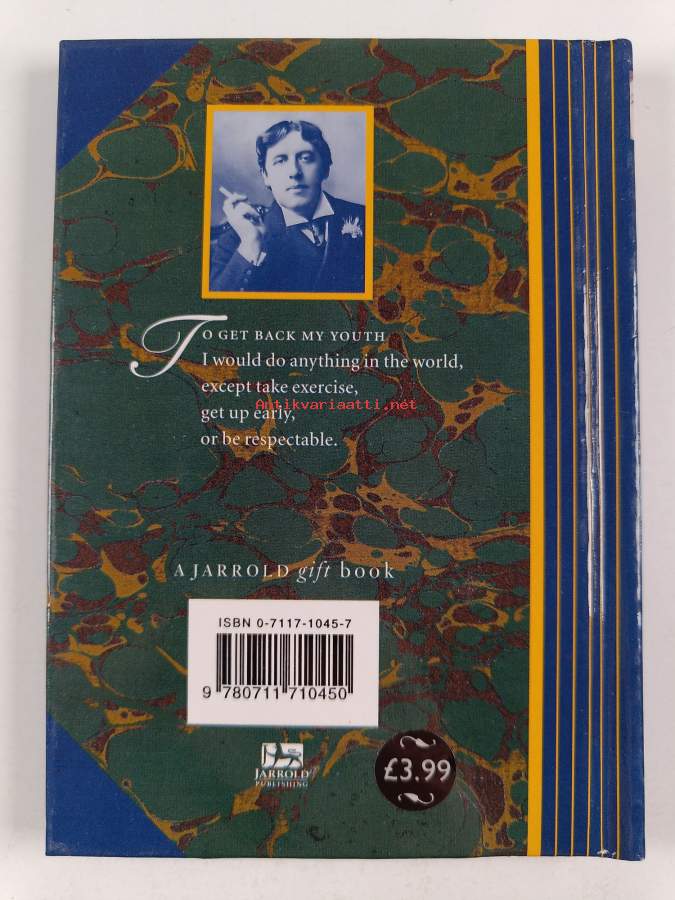 TO GET BACK MY YOUTH
I would do anything in the world,
except take exercise,
Antikvariaatti.net
get up early,
or be respectable.
A JARROLD gift book
ISBN 0-7117-1045-7
9 780711 710450
JARROLD
PUBLISHING
£3.99